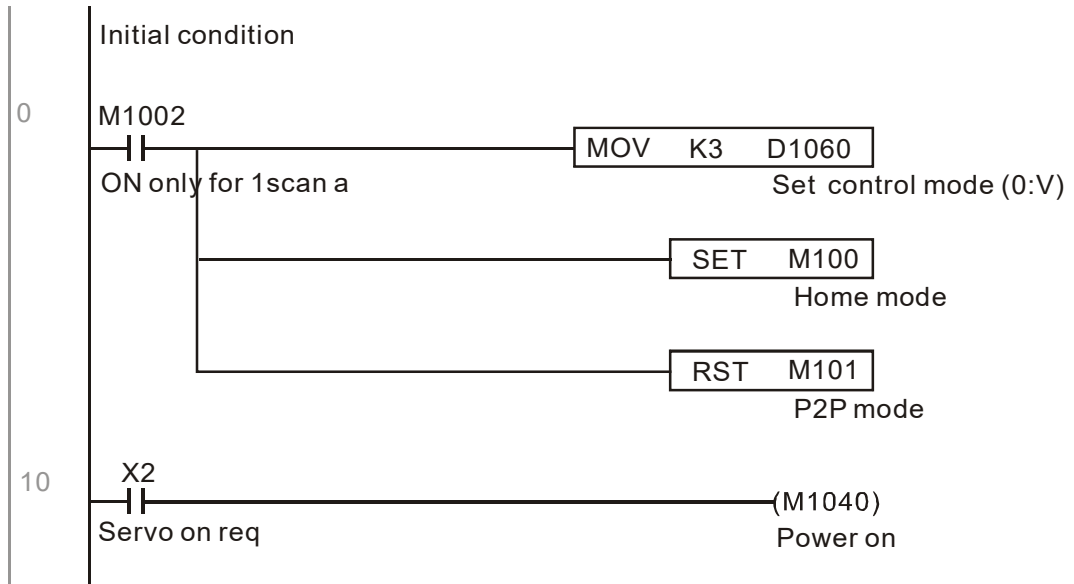 Initial condition
0
M1002
MOV K3 D1060
ON only for 1scan a
Set control mode (0:V)
SET M100
Home mode
RST M101
P2P mode
10
X2
(M1040)
Servo on req
Power on